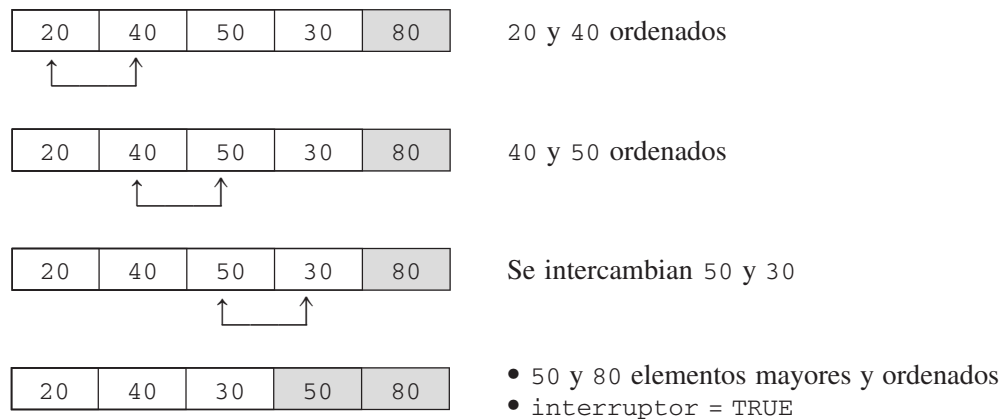 20 40 50 30 80 20 y 40 ordenados
20 40 50 30 80 40 y 50 ordenados
20 40 50 30 80 Se intercambian 50 y 30
20 40 30 50 80 • 50 y 80 elementos mayores y ordenados
• interruptor = TRUE